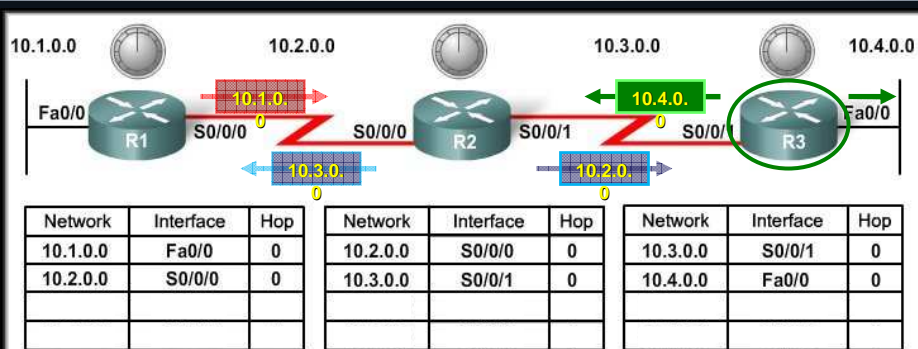 10.1.0.0 10.2.0.0 10.3.0.0 10.4.0.0
10.1.0.
0
10.4.0.
0
Fa0/0 R1 S0/0/0 S0/0/0 R2 S0/0/1 S0/0/1 R3 Fa0/0
10.3.0.
0
10.2.0.
0
Network Interface Hop
10.1.0.0 Fa0/0 0
10.2.0.0 S0/0/0 0
Network Interface Hop
10.2.0.0 S0/0/0 0
10.3.0.0 S0/0/1 0
Network Interface Hop
10.3.0.0 S0/0/1 0
10.4.0.0 Fa0/0 0